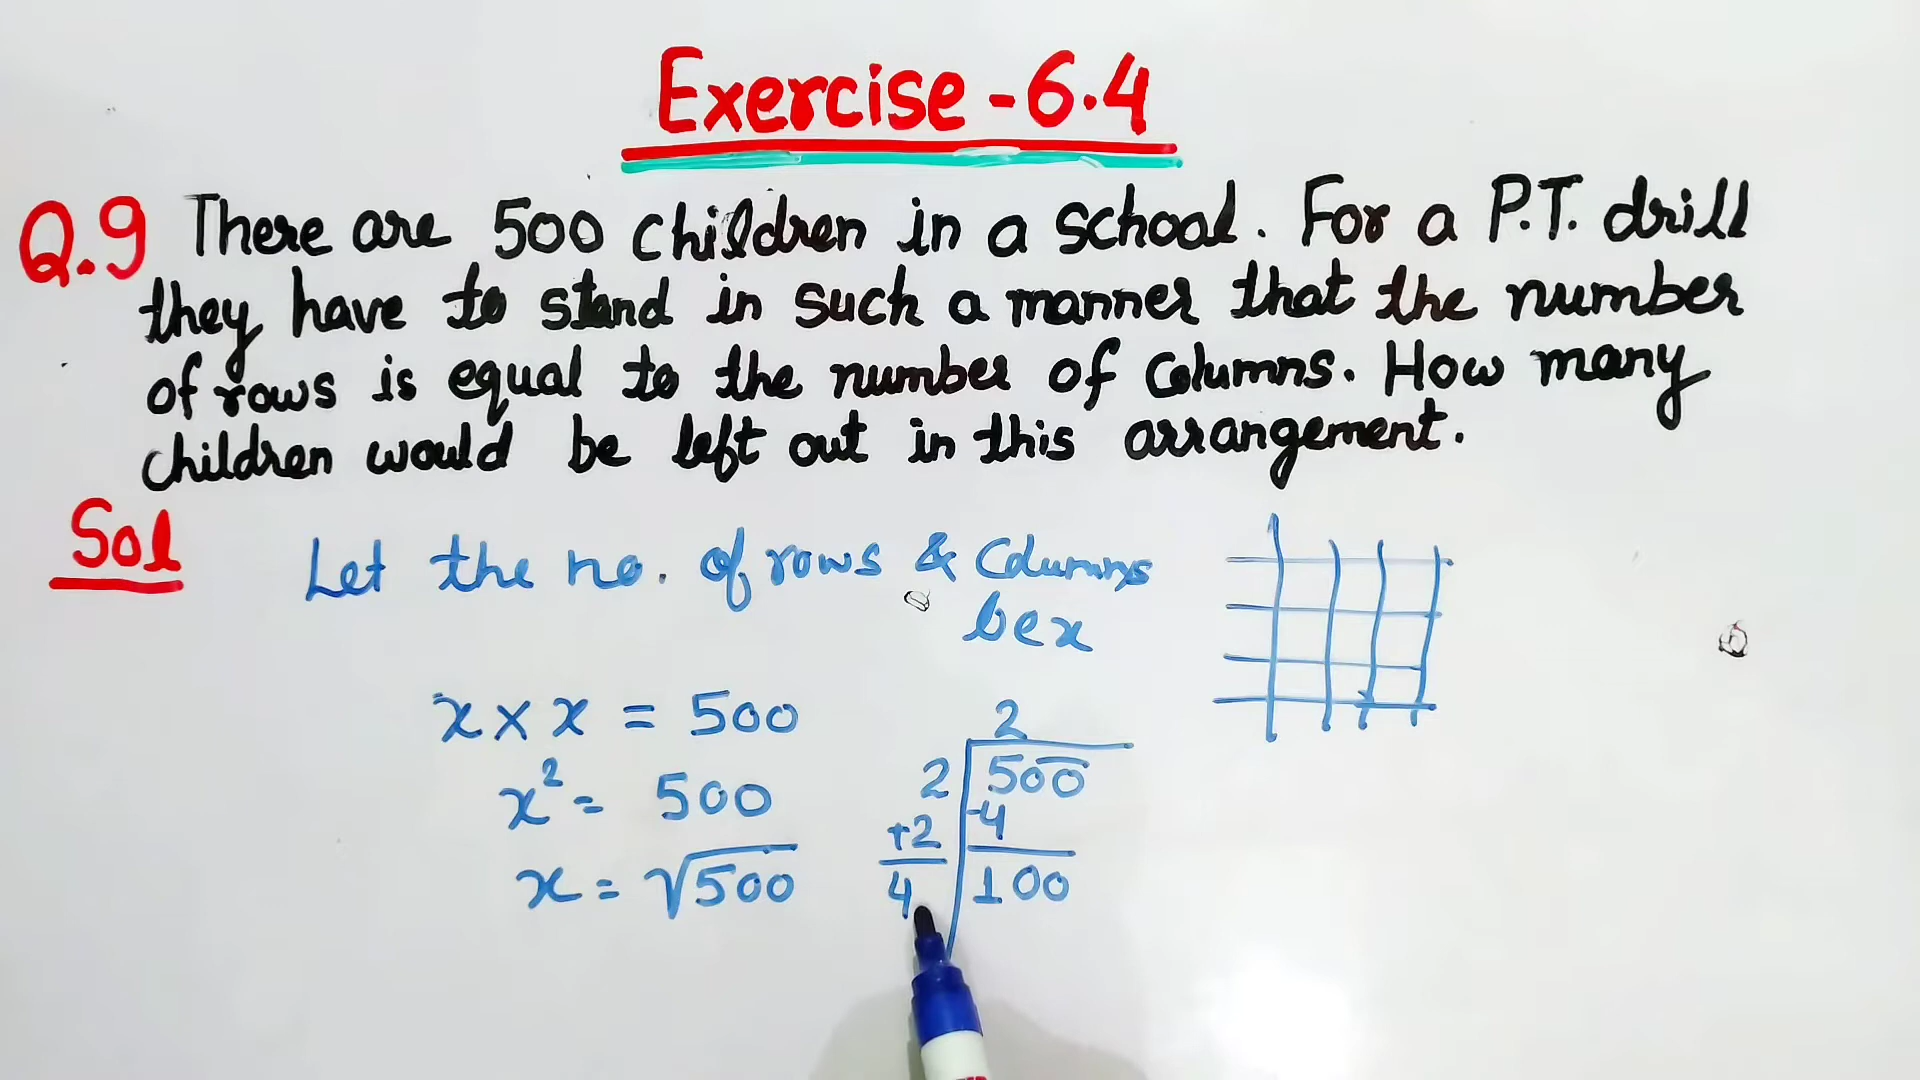 Exercise - 6.4
Q.9 There are 500 children in a school. For a P.T. drill
they have to stand in such a manner that the number
of rows is equal to the number of columns. How many
children would be left out in this arrangement.
Sol
Let the no. of rows & Columns
be x
x × x = 500
x² = 500
x = √500
2
2 500
-4
+2
4 100